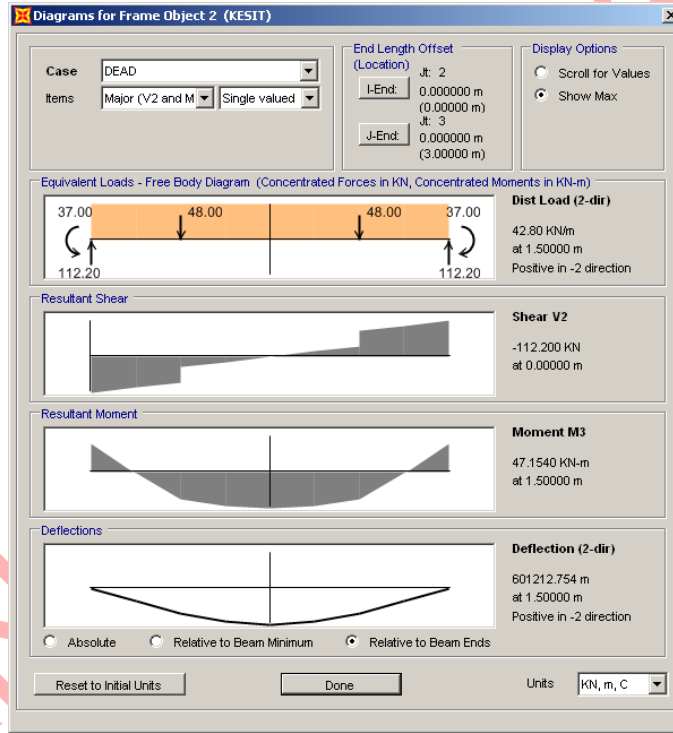 Diagrams for Frame Object 2 (KESIT)
Case DEAD
Items Major (V2 and M Single valued
End Length Offset
(Location)
Jt: 2
I-End: 0.000000 m
(0.00000 m)
Jt: 3
J-End: 0.000000 m
(3.00000 m)
Display Options
Scroll for Values
Show Max
Equivalent Loads - Free Body Diagram (Concentrated Forces in KN, Concentrated Moments in KN-m)
37.00 48.00 48.00 37.00
112.20 112.20
Dist Load (2-dir)
42.80 KN/m
at 1.50000 m
Positive in -2 direction
Resultant Shear
Shear V2
-112.200 KN
at 0.00000 m
Resultant Moment
Moment M3
47.1540 KN-m
at 1.50000 m
Deflections
Deflection (2-dir)
601212.754 m
at 1.50000 m
Positive in -2 direction
Absolute Relative to Beam Minimum Relative to Beam Ends
Reset to Initial Units Done Units KN, m, C